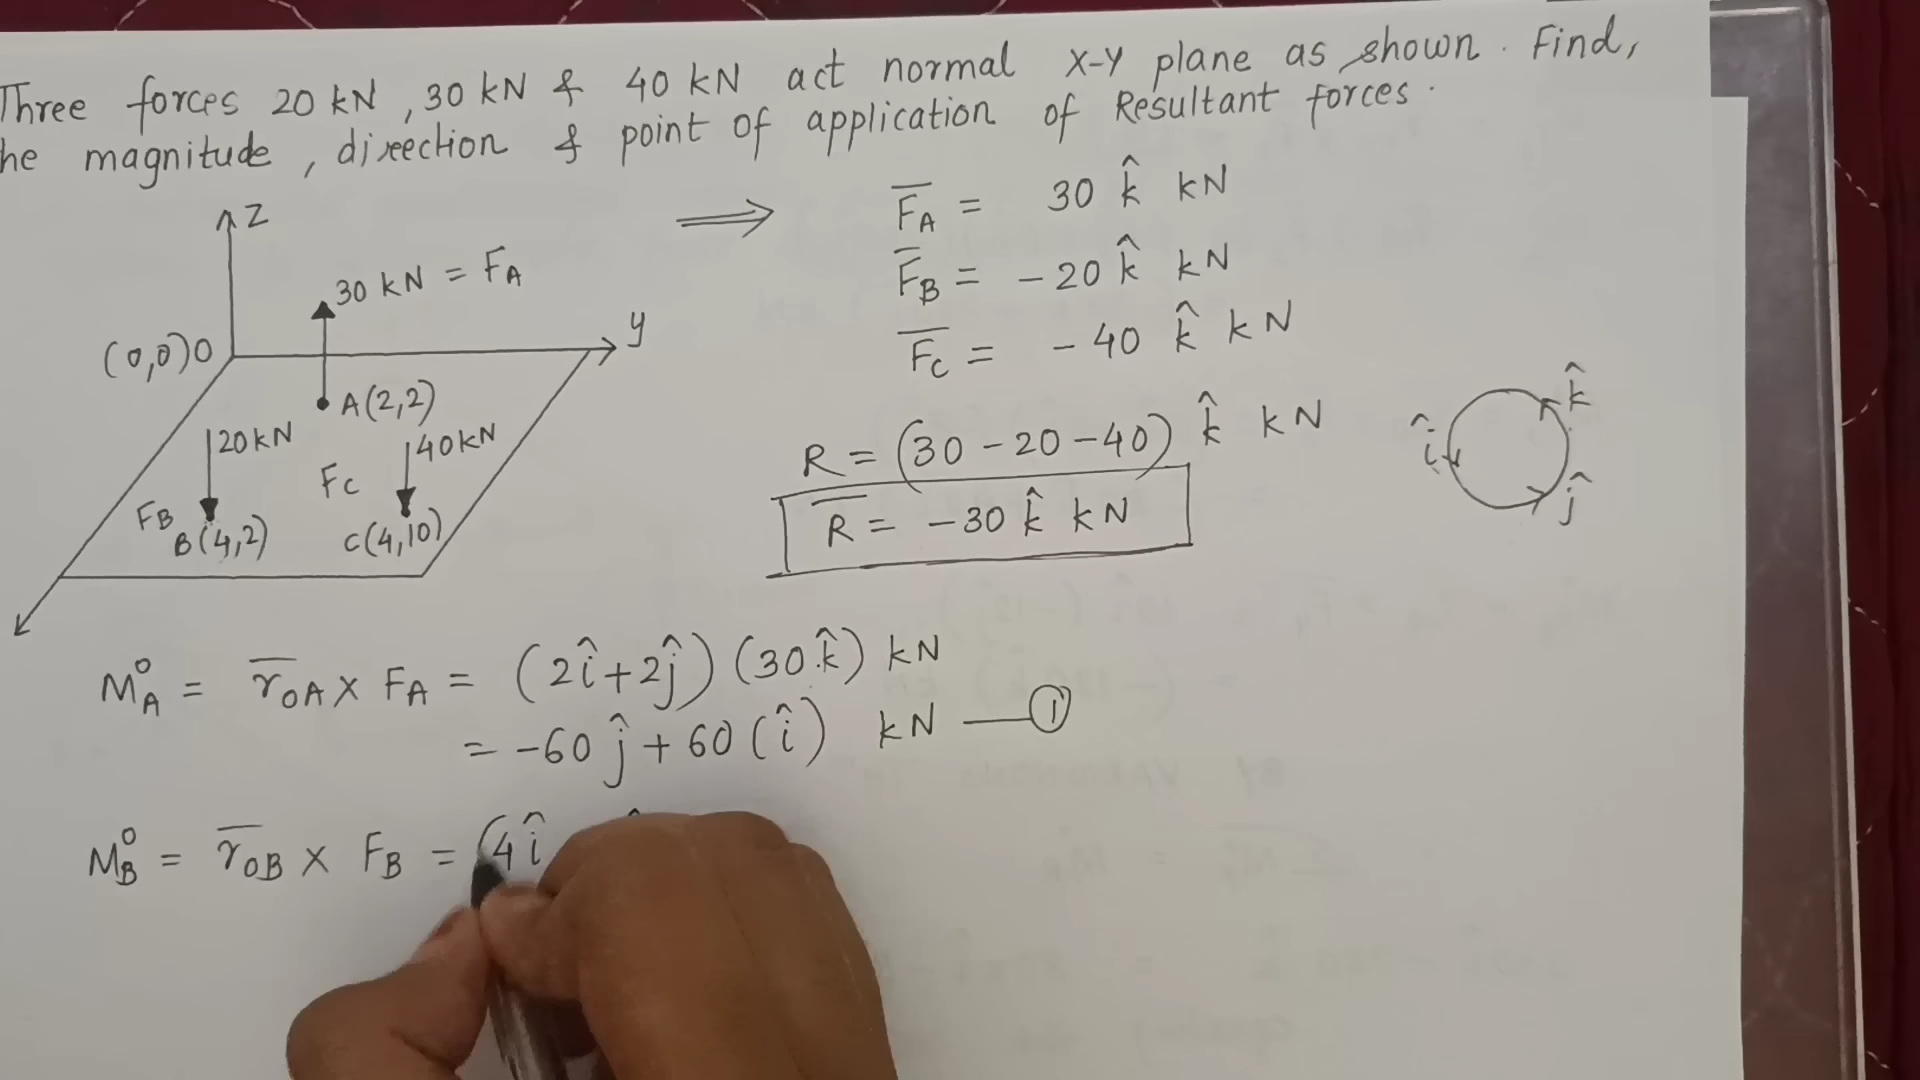 Three forces 20 kN, 30 kN & 40 kN act normal X-Y plane as shown. Find,
he magnitude, direction & point of application of Resultant forces.
Z
30 kN = FA
(0,0)O
y
A(2,2)
20kN
40kN
Fc
FB
B(4,2)
C(4,10)
⟹
F̅A = 30 k̂ kN
F̅B = -20 k̂ kN
F̅C = -40 k̂ kN
R = (30 - 20 - 40) k̂ kN
R̅ = -30 k̂ kN
k̂
î
ĵ
M°A = r̅OA × FA = (2î + 2ĵ) (30 k̂) kN
= -60 ĵ + 60 (î) kN — ①
M°B = r̅OB × FB = (4î